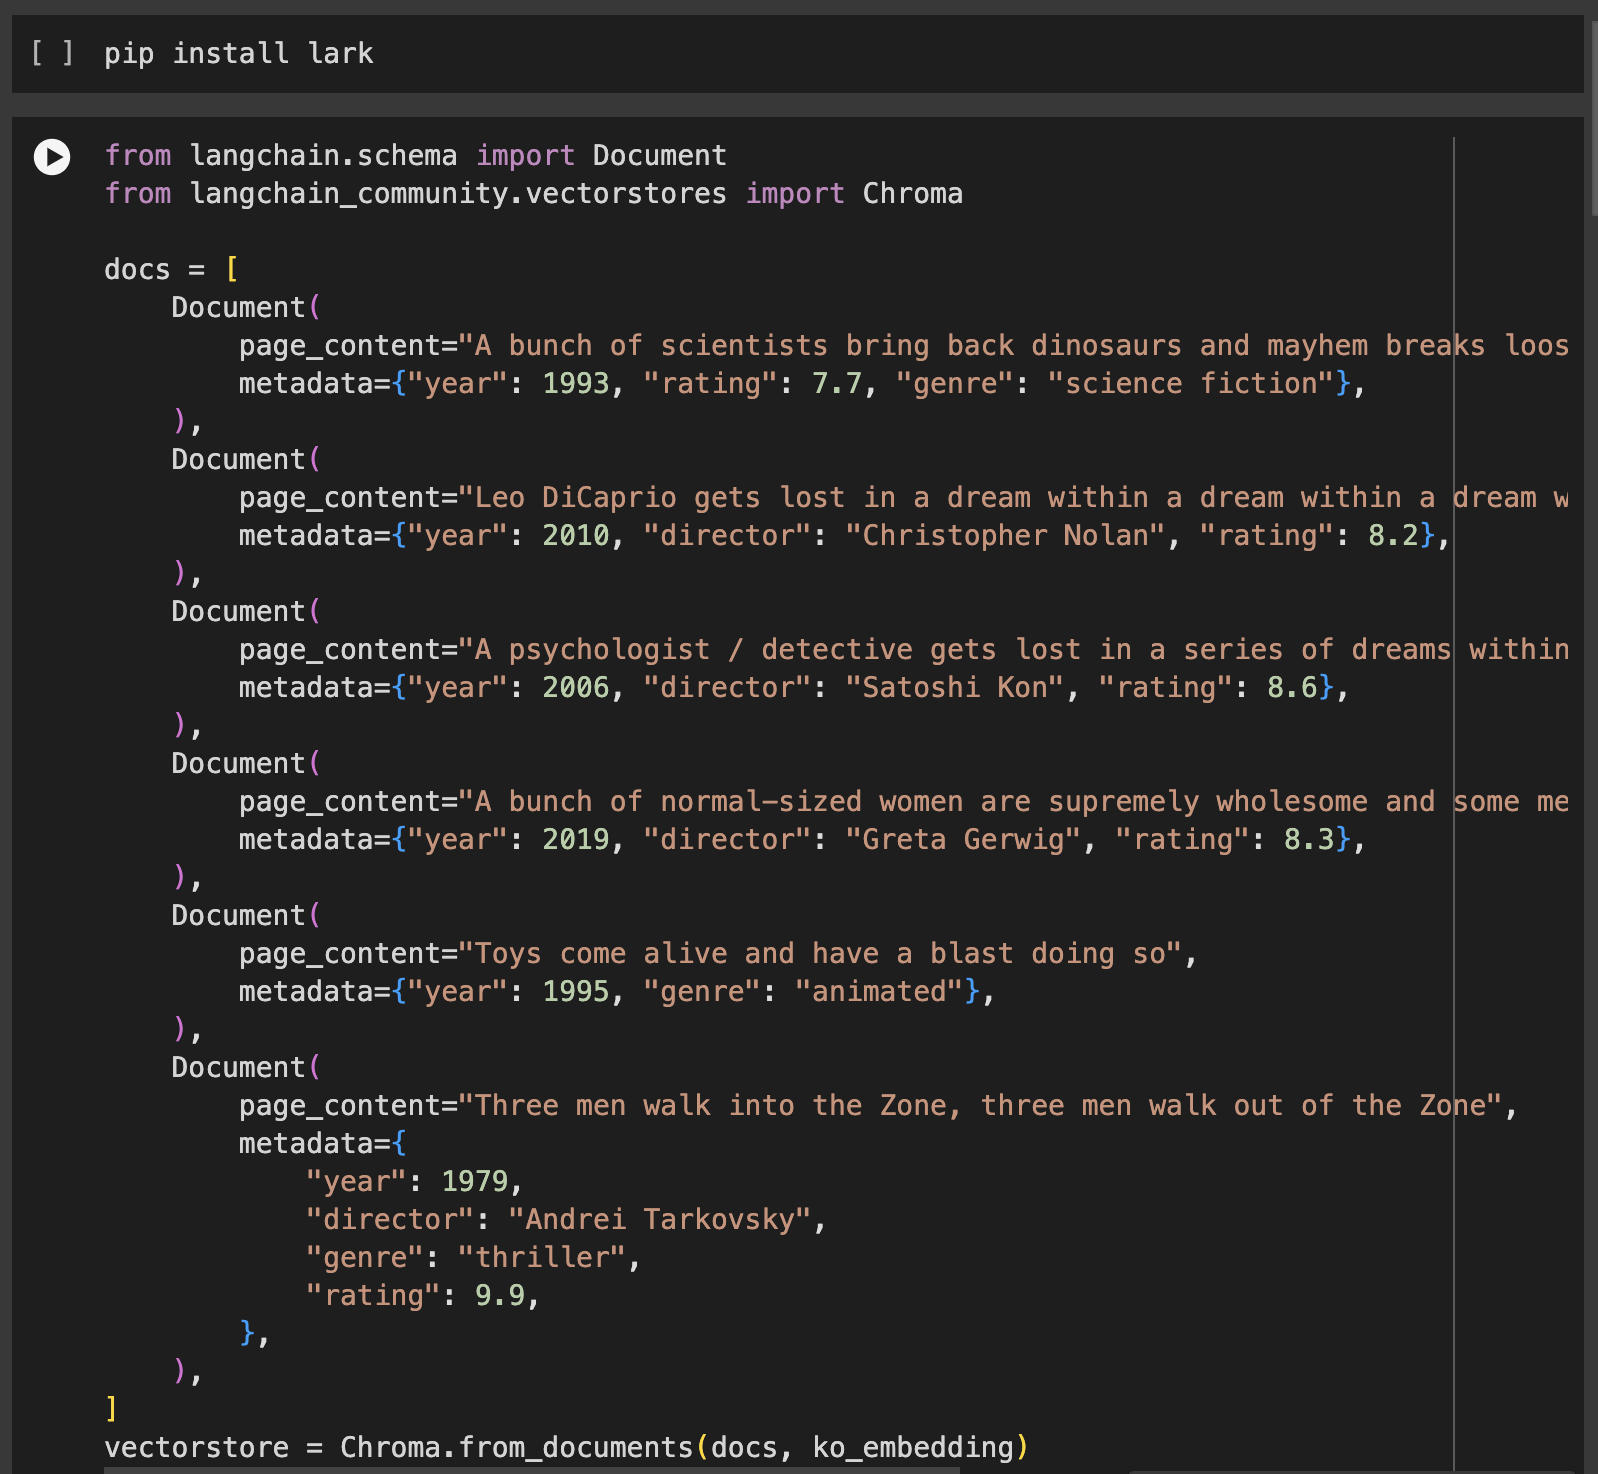 [ ] pip install lark
from langchain.schema import Document
from langchain_community.vectorstores import Chroma
docs = [
    Document(
        page_content="A bunch of scientists bring back dinosaurs and mayhem breaks loos
        metadata={"year": 1993, "rating": 7.7, "genre": "science fiction"},
    ),
    Document(
        page_content="Leo DiCaprio gets lost in a dream within a dream within a dream w
        metadata={"year": 2010, "director": "Christopher Nolan", "rating": 8.2},
    ),
    Document(
        page_content="A psychologist / detective gets lost in a series of dreams within
        metadata={"year": 2006, "director": "Satoshi Kon", "rating": 8.6},
    ),
    Document(
        page_content="A bunch of normal-sized women are supremely wholesome and some me
        metadata={"year": 2019, "director": "Greta Gerwig", "rating": 8.3},
    ),
    Document(
        page_content="Toys come alive and have a blast doing so",
        metadata={"year": 1995, "genre": "animated"},
    ),
    Document(
        page_content="Three men walk into the Zone, three men walk out of the Zone",
        metadata={
            "year": 1979,
            "director": "Andrei Tarkovsky",
            "genre": "thriller",
            "rating": 9.9,
        },
    ),
]
vectorstore = Chroma.from_documents(docs, ko_embedding)